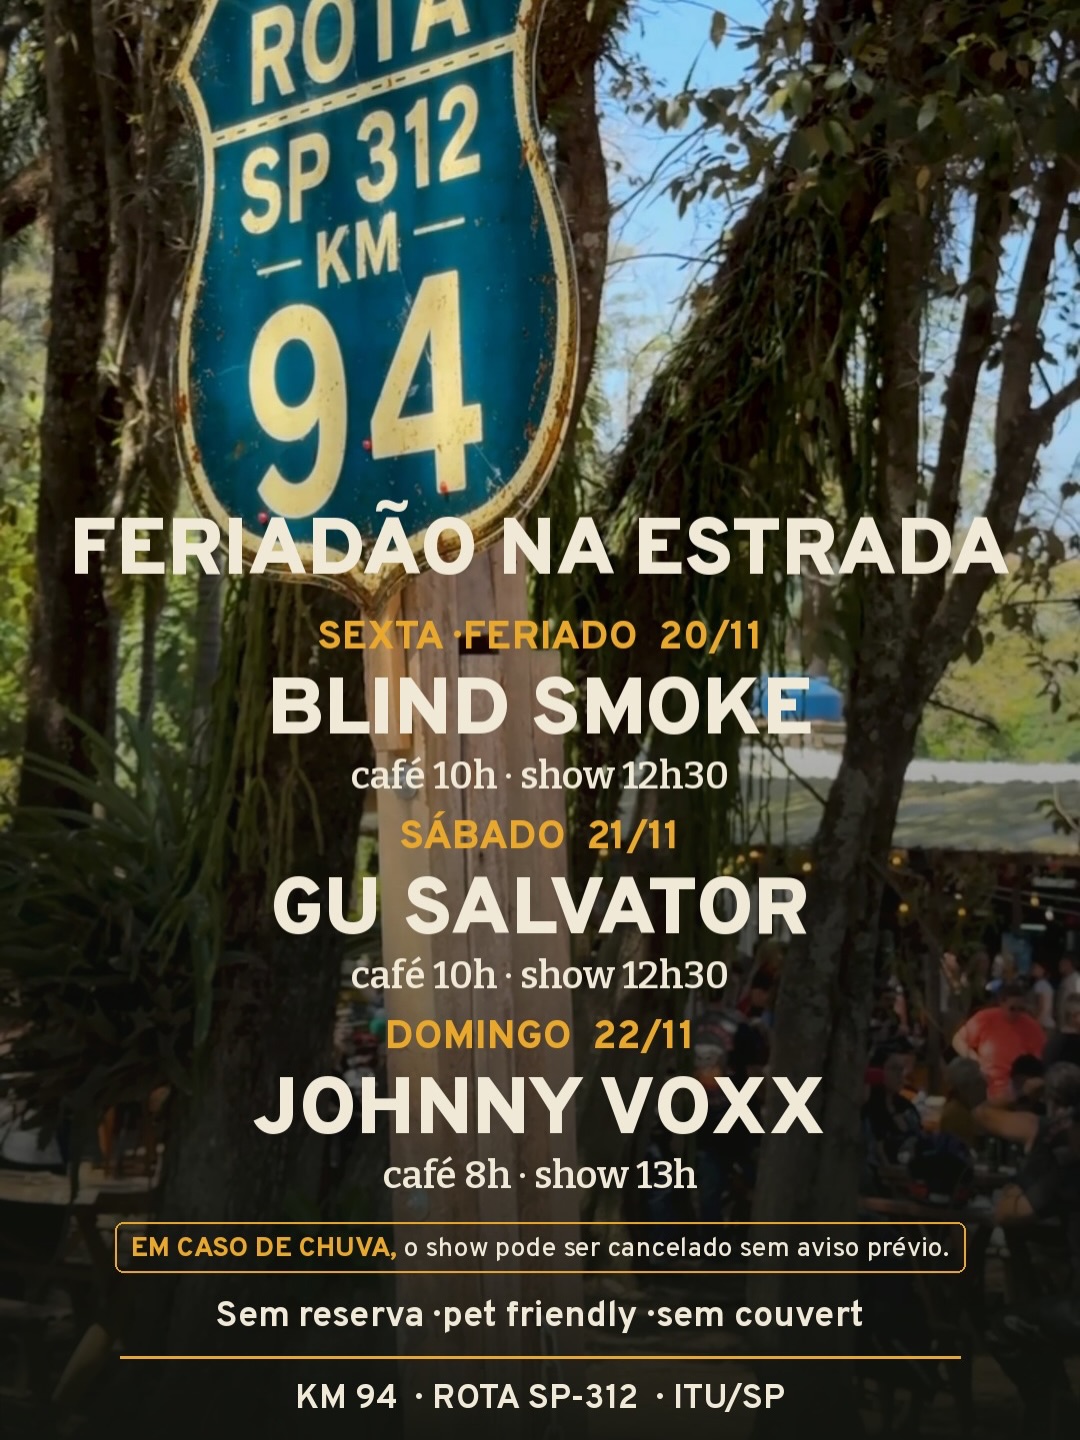 ROTA
SP 312
KM
94
FERIADÃO NA ESTRADA
SEXTA ·FERIADO 20/11
BLIND SMOKE
café 10h · show 12h30
SÁBADO 21/11
GU SALVATOR
café 10h · show 12h30
DOMINGO 22/11
JOHNNY VOXX
café 8h · show 13h
EM CASO DE CHUVA, o show pode ser cancelado sem aviso prévio.
Sem reserva ·pet friendly ·sem couvert
KM 94 · ROTA SP-312 · ITU/SP